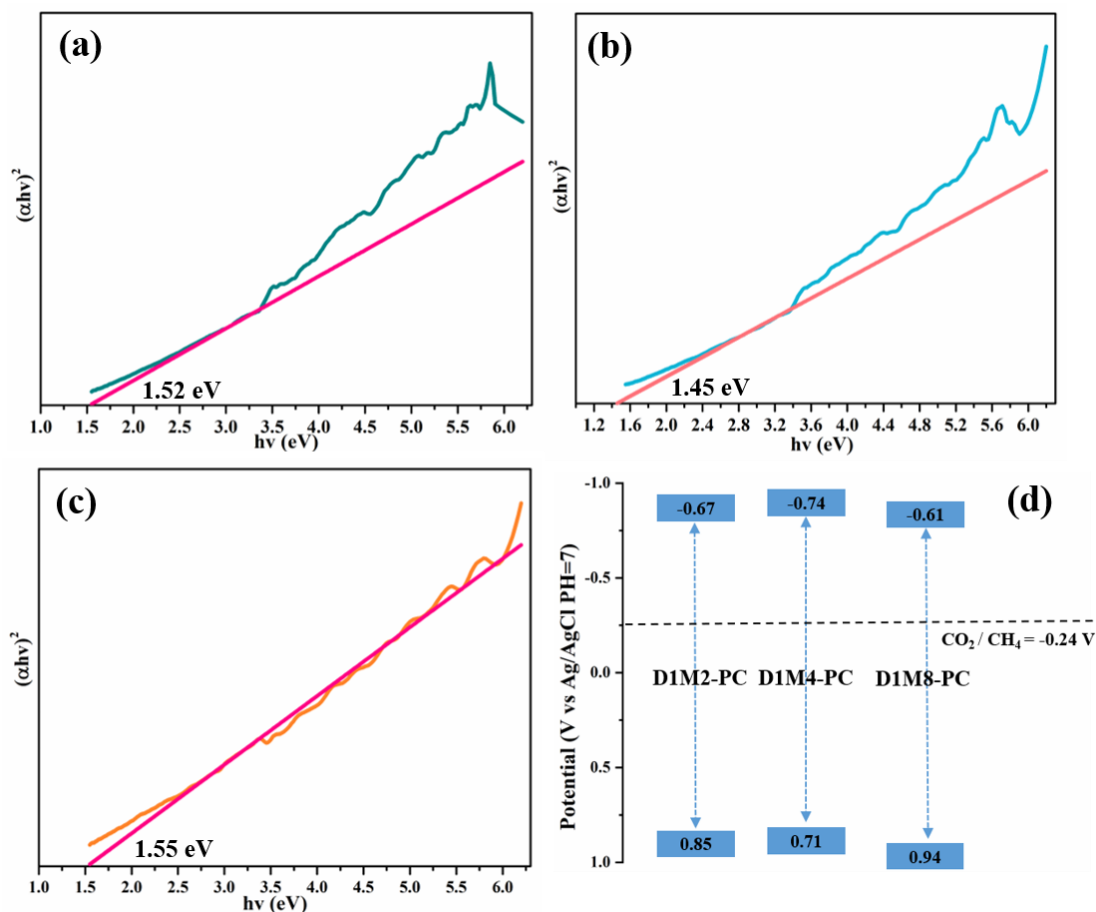 (a)
(αhv)²
1.52 eV
1.0 1.5 2.0 2.5 3.0 3.5 4.0 4.5 5.0 5.5 6.0
hv (eV)
(b)
(αhv)²
1.45 eV
1.2 1.6 2.0 2.4 2.8 3.2 3.6 4.0 4.4 4.8 5.2 5.6 6.0
hv (eV)
(c)
(αhv)²
1.55 eV
1.0 1.5 2.0 2.5 3.0 3.5 4.0 4.5 5.0 5.5 6.0
hv (eV)
(d)
Potential (V vs Ag/AgCl PH=7)
-1.0
-0.5
0.0
0.5
1.0
-0.67 -0.74 -0.61
CO₂ / CH₄ = -0.24 V
D1M2-PC D1M4-PC D1M8-PC
0.85 0.71 0.94